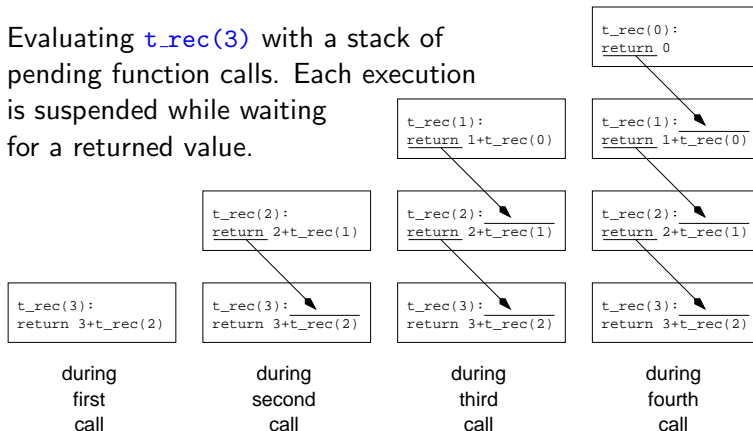 Evaluating t_rec(3) with a stack of
pending function calls. Each execution
is suspended while waiting
for a returned value.
t_rec(3):
return 3+t_rec(2)
during
first
call
t_rec(2):
return 2+t_rec(1)
t_rec(3):
return 3+t_rec(2)
during
second
call
t_rec(1):
return 1+t_rec(0)
t_rec(2):
return 2+t_rec(1)
t_rec(3):
return 3+t_rec(2)
during
third
call
t_rec(0):
return 0
t_rec(1):
return 1+t_rec(0)
t_rec(2):
return 2+t_rec(1)
t_rec(3):
return 3+t_rec(2)
during
fourth
call